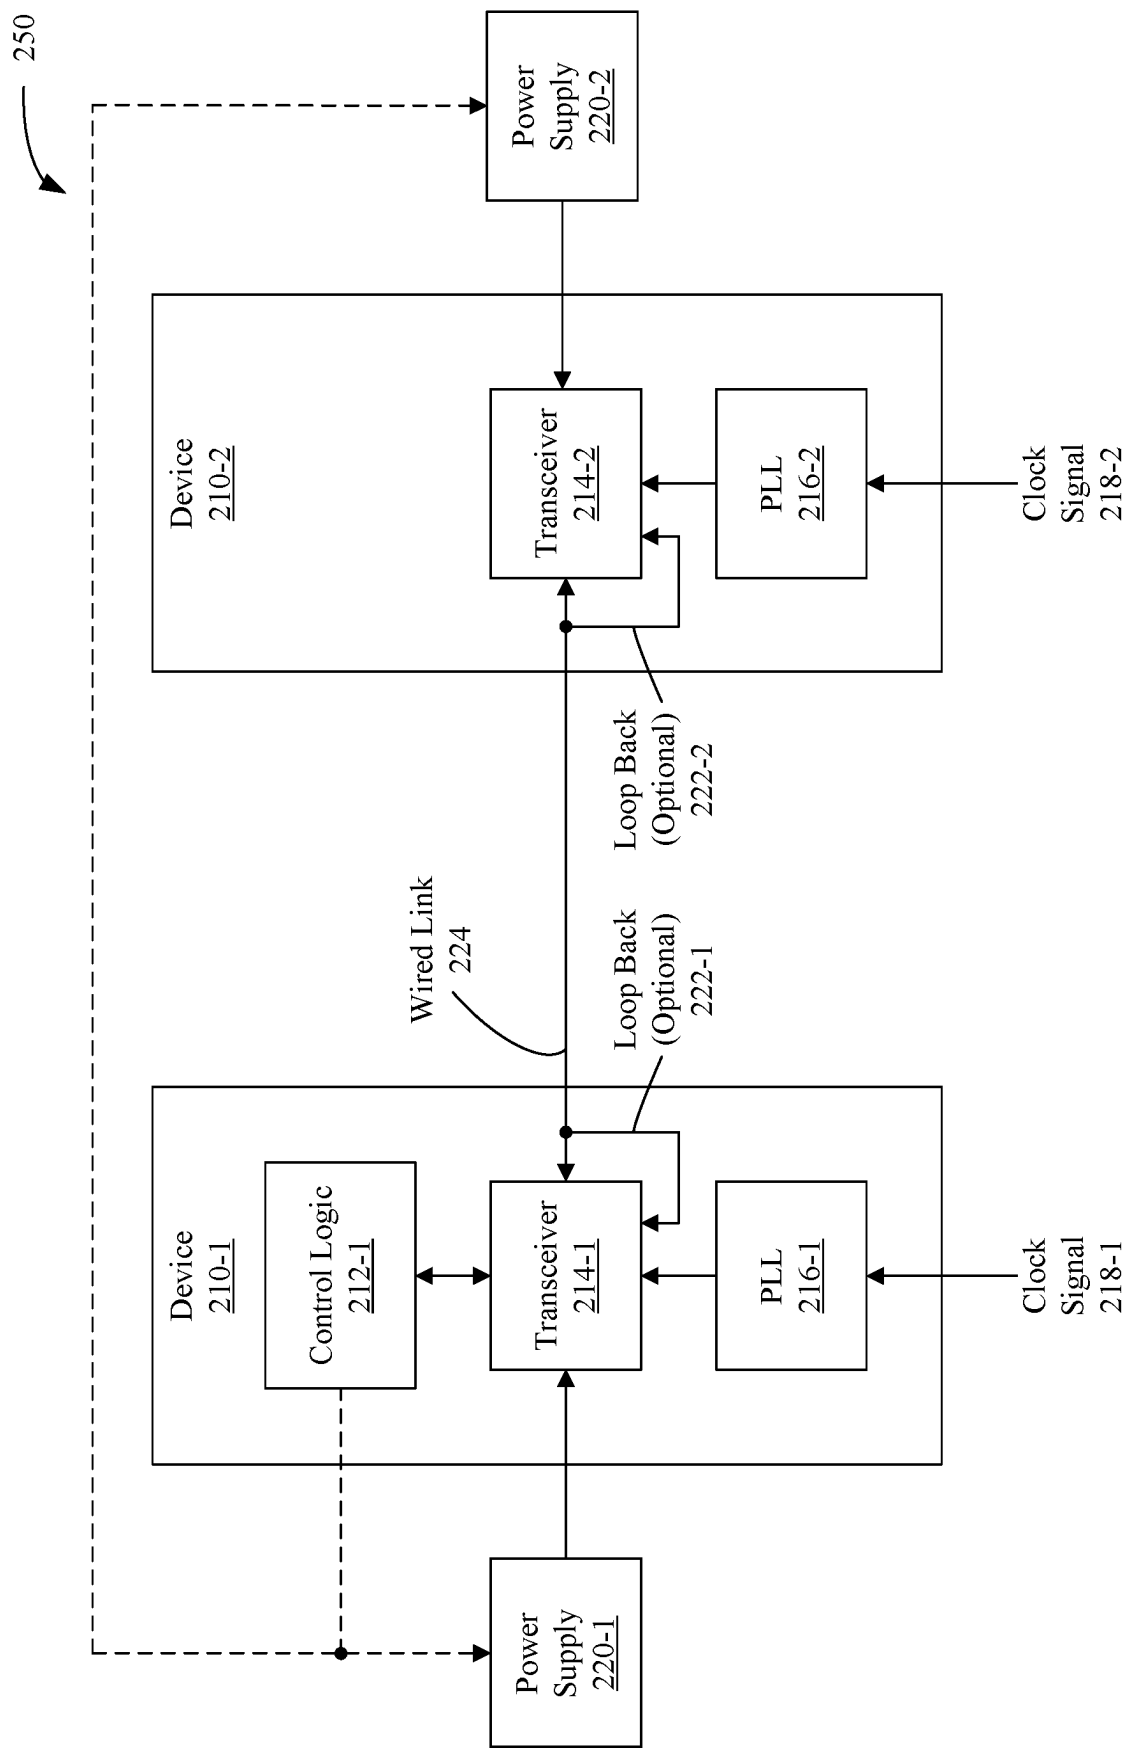 250
Device
210-1
Control Logic
212-1
Power
Supply
220-1
Transceiver
214-1
PLL
216-1
Clock
Signal
218-1
Wired Link
224
Loop Back
(Optional)
222-1
Loop Back
(Optional)
222-2
Device
210-2
Transceiver
214-2
PLL
216-2
Clock
Signal
218-2
Power
Supply
220-2